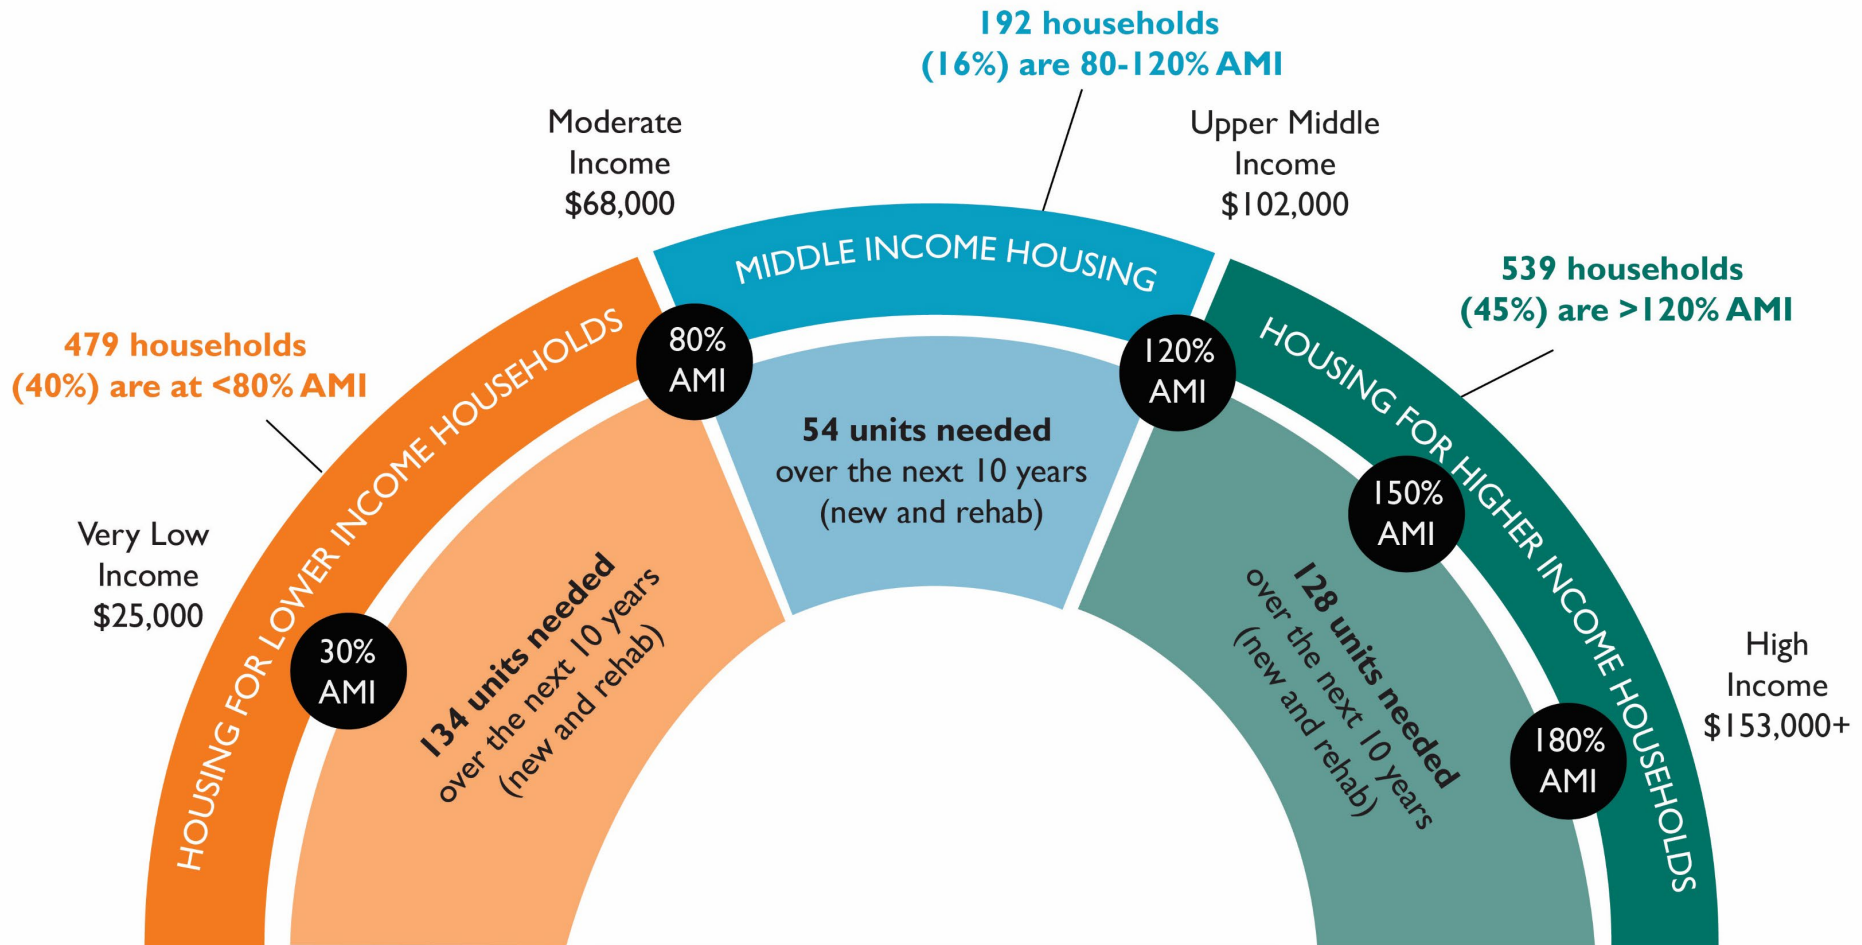 192 households
(16%) are 80-120% AMI
Moderate
Income
$68,000
Upper Middle
Income
$102,000
MIDDLE INCOME HOUSING
539 households
(45%) are >120% AMI
479 households
(40%) are at <80% AMI
HOUSING FOR LOWER INCOME HOUSEHOLDS
HOUSING FOR HIGHER INCOME HOUSEHOLDS
80%
AMI
120%
AMI
54 units needed
over the next 10 years
(new and rehab)
150%
AMI
Very Low
Income
$25,000
30%
AMI
134 units needed
over the next 10 years
(new and rehab)
128 units needed
over the next 10 years
(new and rehab)
High
Income
$153,000+
180%
AMI